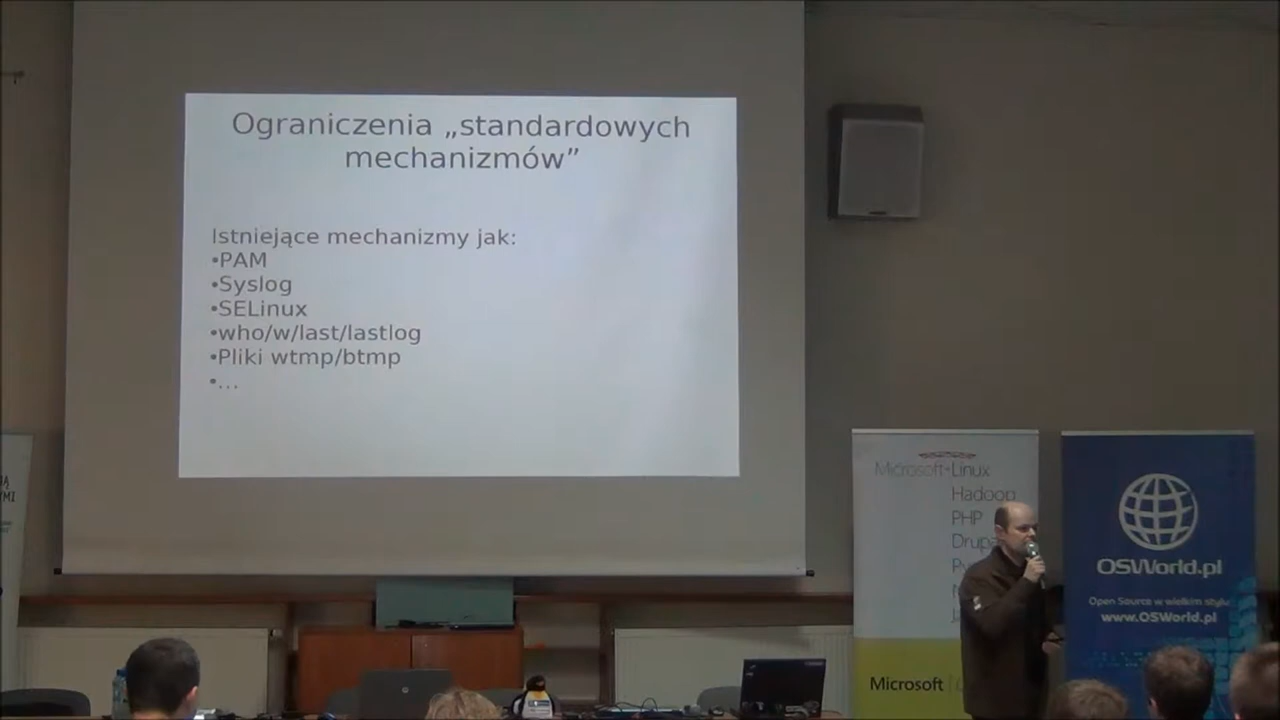 Ograniczenia „standardowych
mechanizmów”
Istniejące mechanizmy jak:
•PAM
•Syslog
•SELinux
•who/w/last/lastlog
•Pliki wtmp/btmp
•...
Microsoft+Linux
Hadoop
PHP
Microsoft
OSWorld.pl
Open Source w wielkim stylu
www.OSWorld.pl